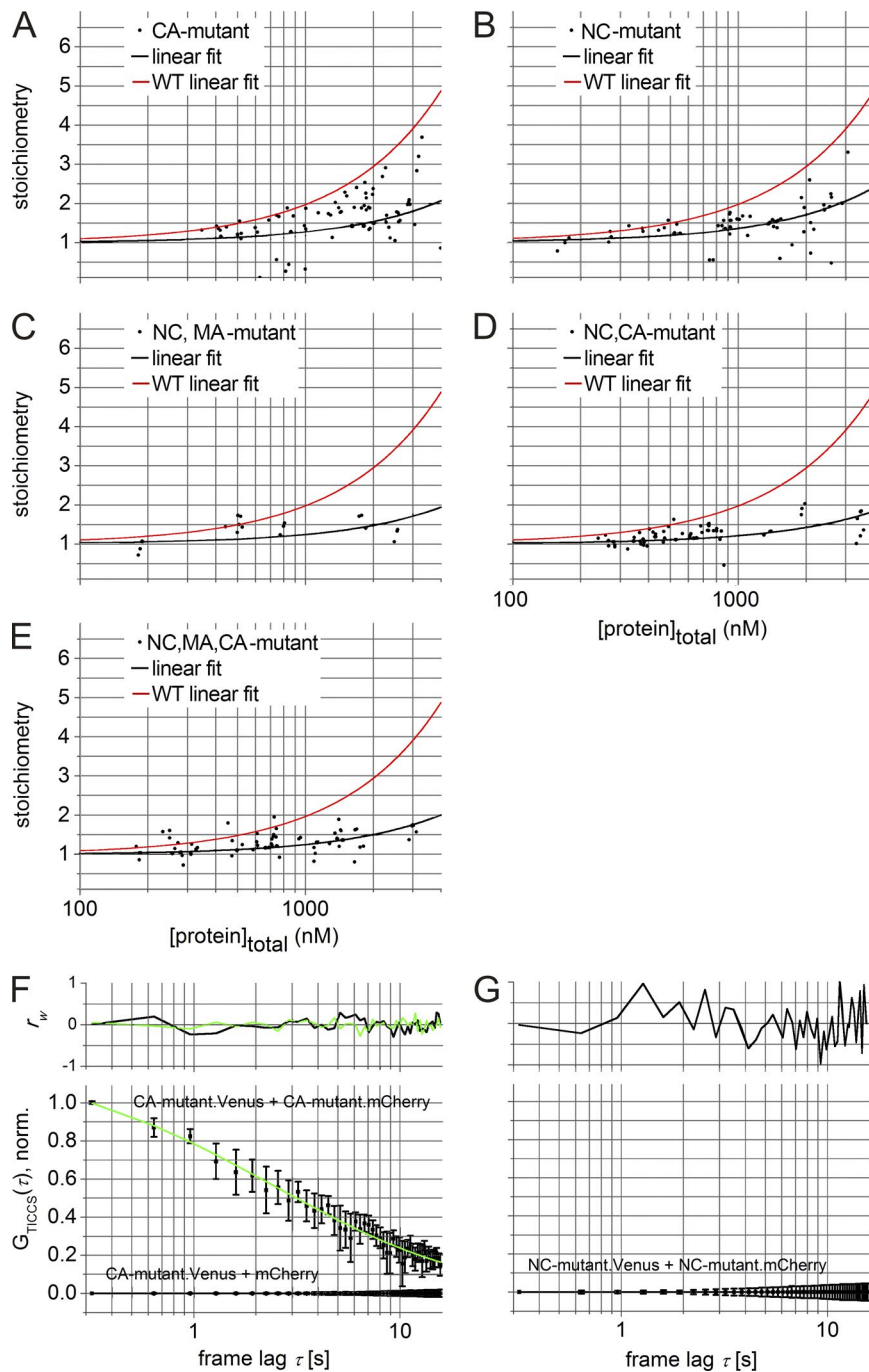 A
6
5
4
3
2
1
stoichiometry
CA-mutant
linear fit
WT linear fit
B
NC-mutant
linear fit
WT linear fit
C
6
5
4
3
2
1
stoichiometry
NC, MA-mutant
linear fit
WT linear fit
D
NC,CA-mutant
linear fit
WT linear fit
100
1000
[protein]total (nM)
E
6
5
4
3
2
1
stoichiometry
NC,MA,CA-mutant
linear fit
WT linear fit
100
1000
[protein]total (nM)
F
1
0
-1
rw
1.0
0.8
0.6
0.4
0.2
0.0
GTICCS(τ), norm.
CA-mutant.Venus + CA-mutant.mCherry
CA-mutant.Venus + mCherry
1
10
frame lag τ [s]
G
NC-mutant.Venus + NC-mutant.mCherry
1
10
frame lag τ [s]